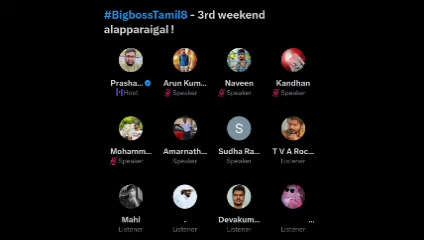 #BigbossTamil8 - 3rd weekend
alapparaigal !
Prasha... Arun Kum... Naveen Kandhan
Host Speaker Speaker Speaker
Mohamm... Amarnath... Sudha Ra... T V A Roc...
Speaker Speaker Speaker Listener
S
Mahi . Devakum... ...
Listener Listener Listener Listener